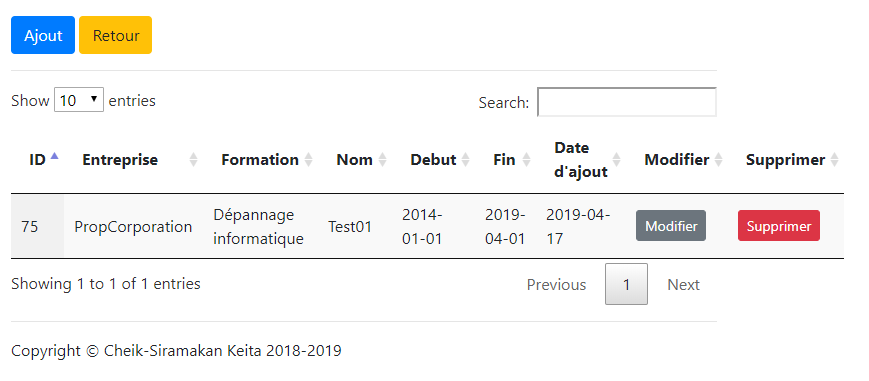 Ajout Retour
Show 10 entries Search:
ID Entreprise Formation Nom Debut Fin Date d'ajout Modifier Supprimer
75 PropCorporation Dépannage informatique Test01 2014-01-01 2019-04-01 2019-04-17 Modifier Supprimer
Showing 1 to 1 of 1 entries Previous 1 Next
Copyright © Cheik-Siramakan Keita 2018-2019